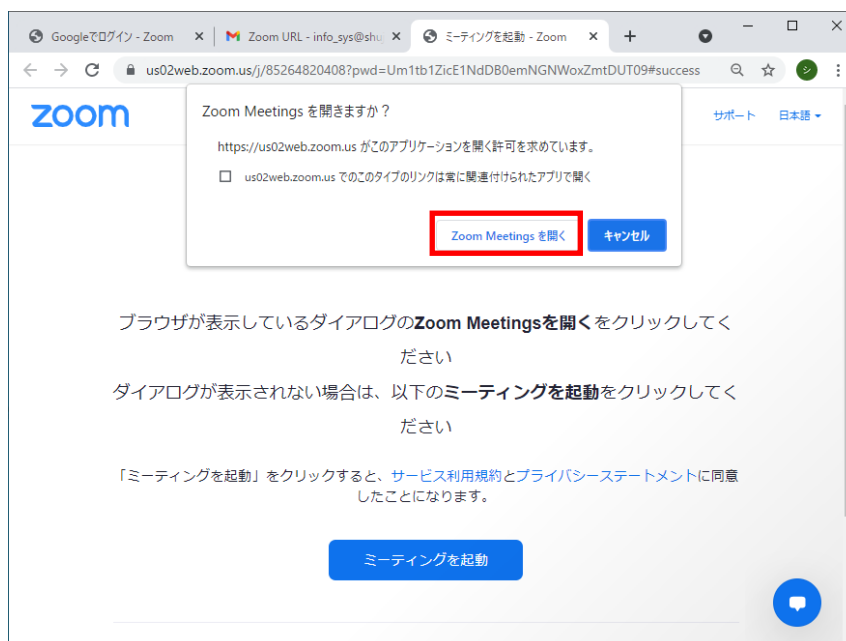 Googleでログイン - Zoom
Zoom URL - info_sys@shuj
ミーティングを起動 - Zoom
us02web.zoom.us/j/85264820408?pwd=Um1tb1ZicE1NdDB0emNGNWoxZmtDUT09#success
シ
zoom
サポート
日本語
Zoom Meetings を開きますか？
https://us02web.zoom.us がこのアプリケーションを開く許可を求めています。
us02web.zoom.us でのこのタイプのリンクは常に関連付けられたアプリで開く
Zoom Meetings を開く
キャンセル
ブラウザが表示しているダイアログのZoom Meetingsを開くをクリックしてく
ださい
ダイアログが表示されない場合は、以下のミーティングを起動をクリックしてく
ださい
「ミーティングを起動」をクリックすると、サービス利用規約とプライバシーステートメントに同意
したことになります。
ミーティングを起動